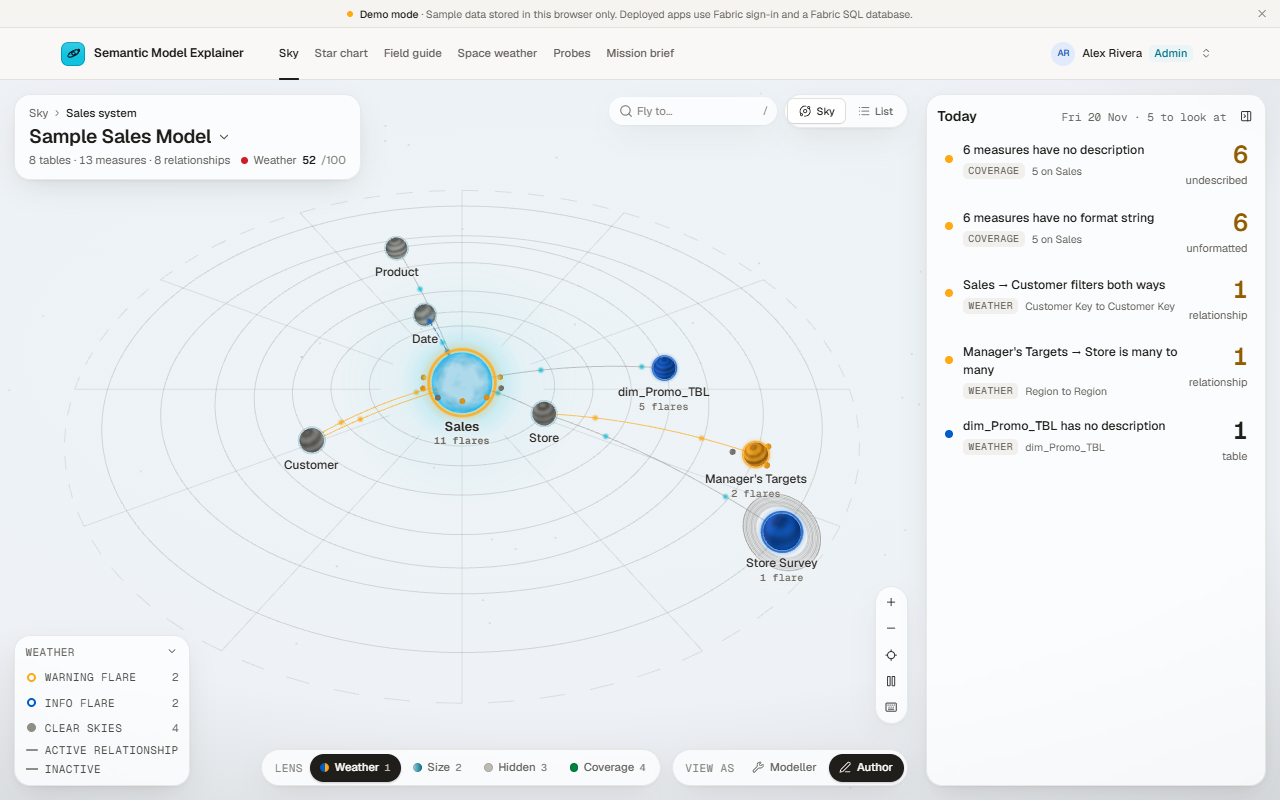 Demo mode · Sample data stored in this browser only. Deployed apps use Fabric sign-in and a Fabric SQL database.
Semantic Model Explainer
Sky
Star chart
Field guide
Space weather
Probes
Mission brief
AR
Alex Rivera
Admin
Sky › Sales system
Sample Sales Model
8 tables · 13 measures · 8 relationships
Weather 52 /100
Fly to...
/
Sky
List
Product
Date
Sales
11 flares
Customer
Store
dim_Promo_TBL
5 flares
Manager's Targets
2 flares
Store Survey
1 flare
WEATHER
WARNING FLARE 2
INFO FLARE 2
CLEAR SKIES 4
ACTIVE RELATIONSHIP
INACTIVE
LENS
Weather 1
Size 2
Hidden 3
Coverage 4
VIEW AS
Modeller
Author
Today
Fri 20 Nov · 5 to look at
6 measures have no description
COVERAGE 5 on Sales
6
undescribed
6 measures have no format string
COVERAGE 5 on Sales
6
unformatted
Sales → Customer filters both ways
WEATHER Customer Key to Customer Key
1
relationship
Manager's Targets → Store is many to
many
WEATHER Region to Region
1
relationship
dim_Promo_TBL has no description
WEATHER dim_Promo_TBL
1
table